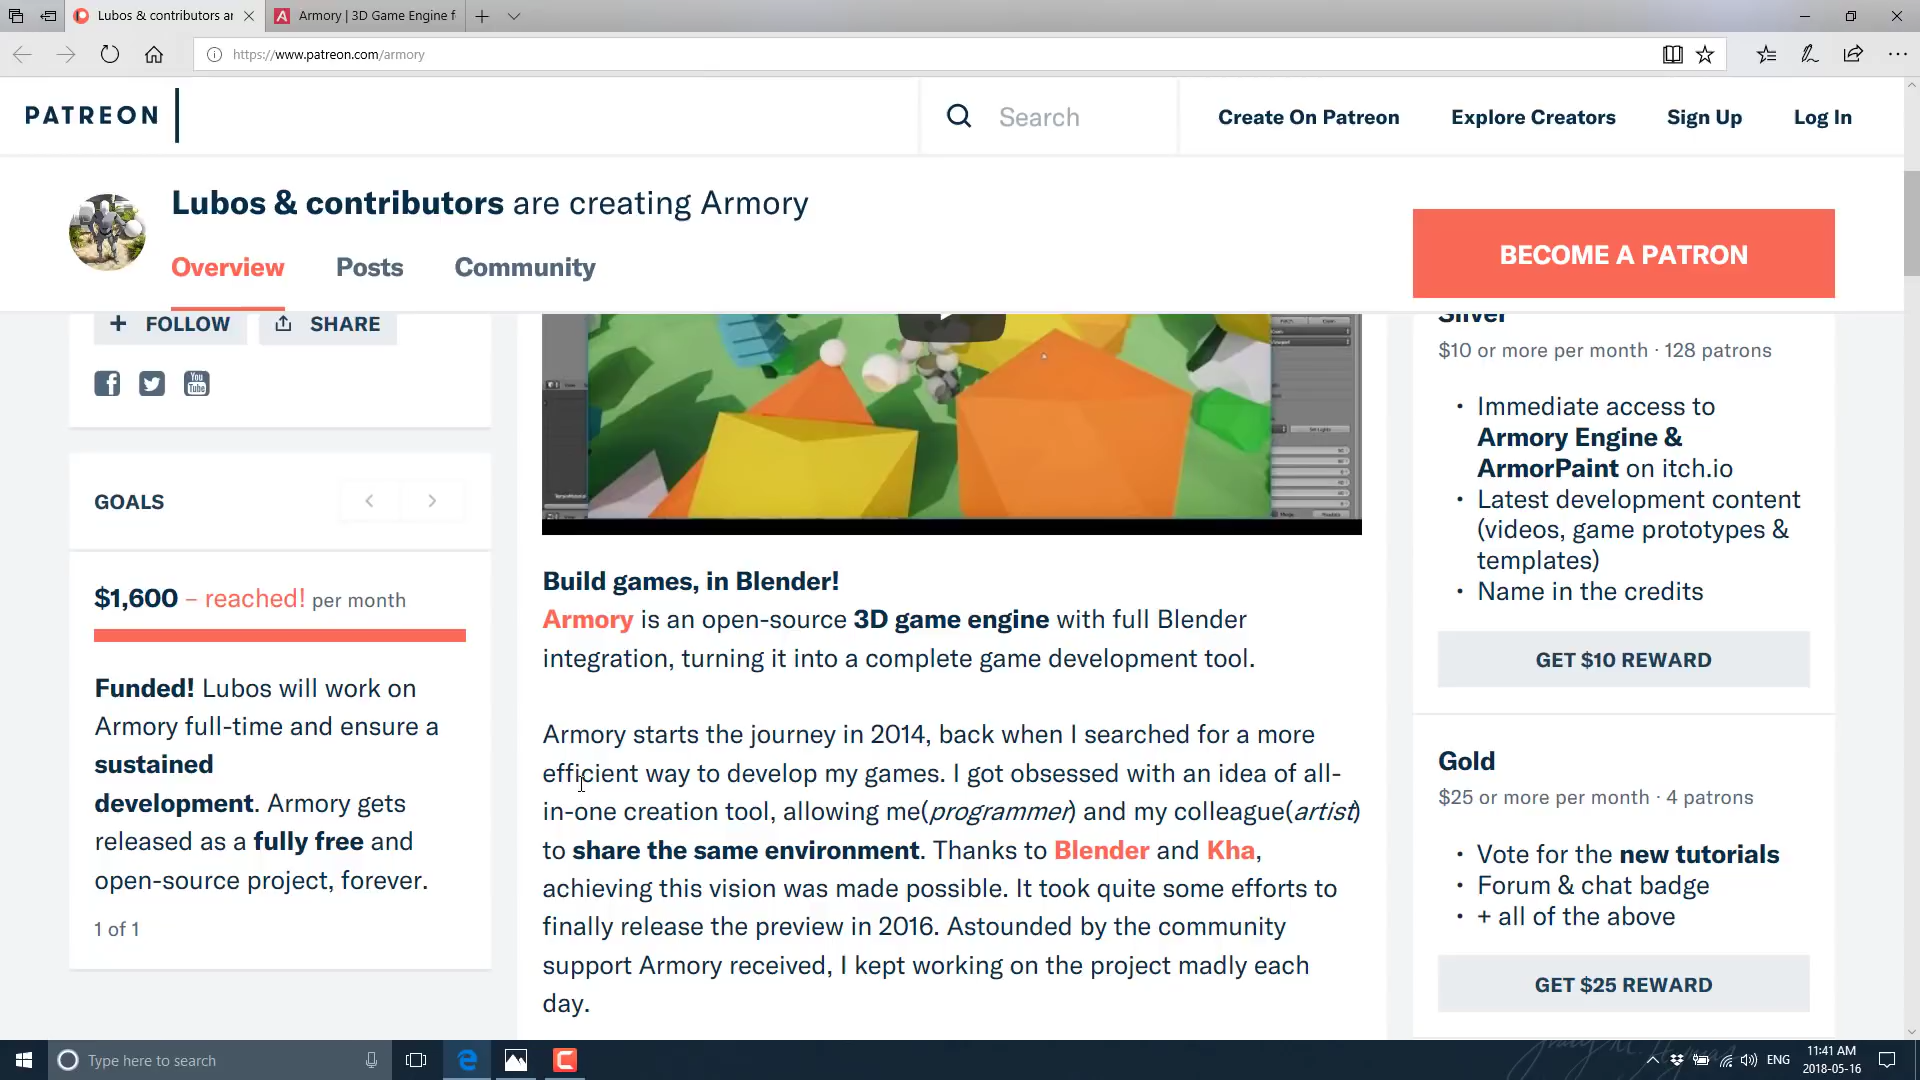 Lubos & contributors ar
Armory | 3D Game Engine f
https://www.patreon.com/armory
PATREON
Search
Create On Patreon
Explore Creators
Sign Up
Log In
Lubos & contributors are creating Armory
Overview
Posts
Community
BECOME A PATRON
FOLLOW
SHARE
GOALS
$1,600 – reached! per month
Funded! Lubos will work on
Armory full-time and ensure a
sustained
development. Armory gets
released as a fully free and
open-source project, forever.
1 of 1
Build games, in Blender!
Armory is an open-source 3D game engine with full Blender
integration, turning it into a complete game development tool.
Armory starts the journey in 2014, back when I searched for a more
efficient way to develop my games. I got obsessed with an idea of all-
in-one creation tool, allowing me(programmer) and my colleague(artist)
to share the same environment. Thanks to Blender and Kha,
achieving this vision was made possible. It took quite some efforts to
finally release the preview in 2016. Astounded by the community
support Armory received, I kept working on the project madly each
day.
Silver
$10 or more per month · 128 patrons
• Immediate access to
Armory Engine &
ArmorPaint on itch.io
• Latest development content
(videos, game prototypes &
templates)
• Name in the credits
GET $10 REWARD
Gold
$25 or more per month · 4 patrons
• Vote for the new tutorials
• Forum & chat badge
• + all of the above
GET $25 REWARD
Type here to search
ENG
11:41 AM
2018-05-16